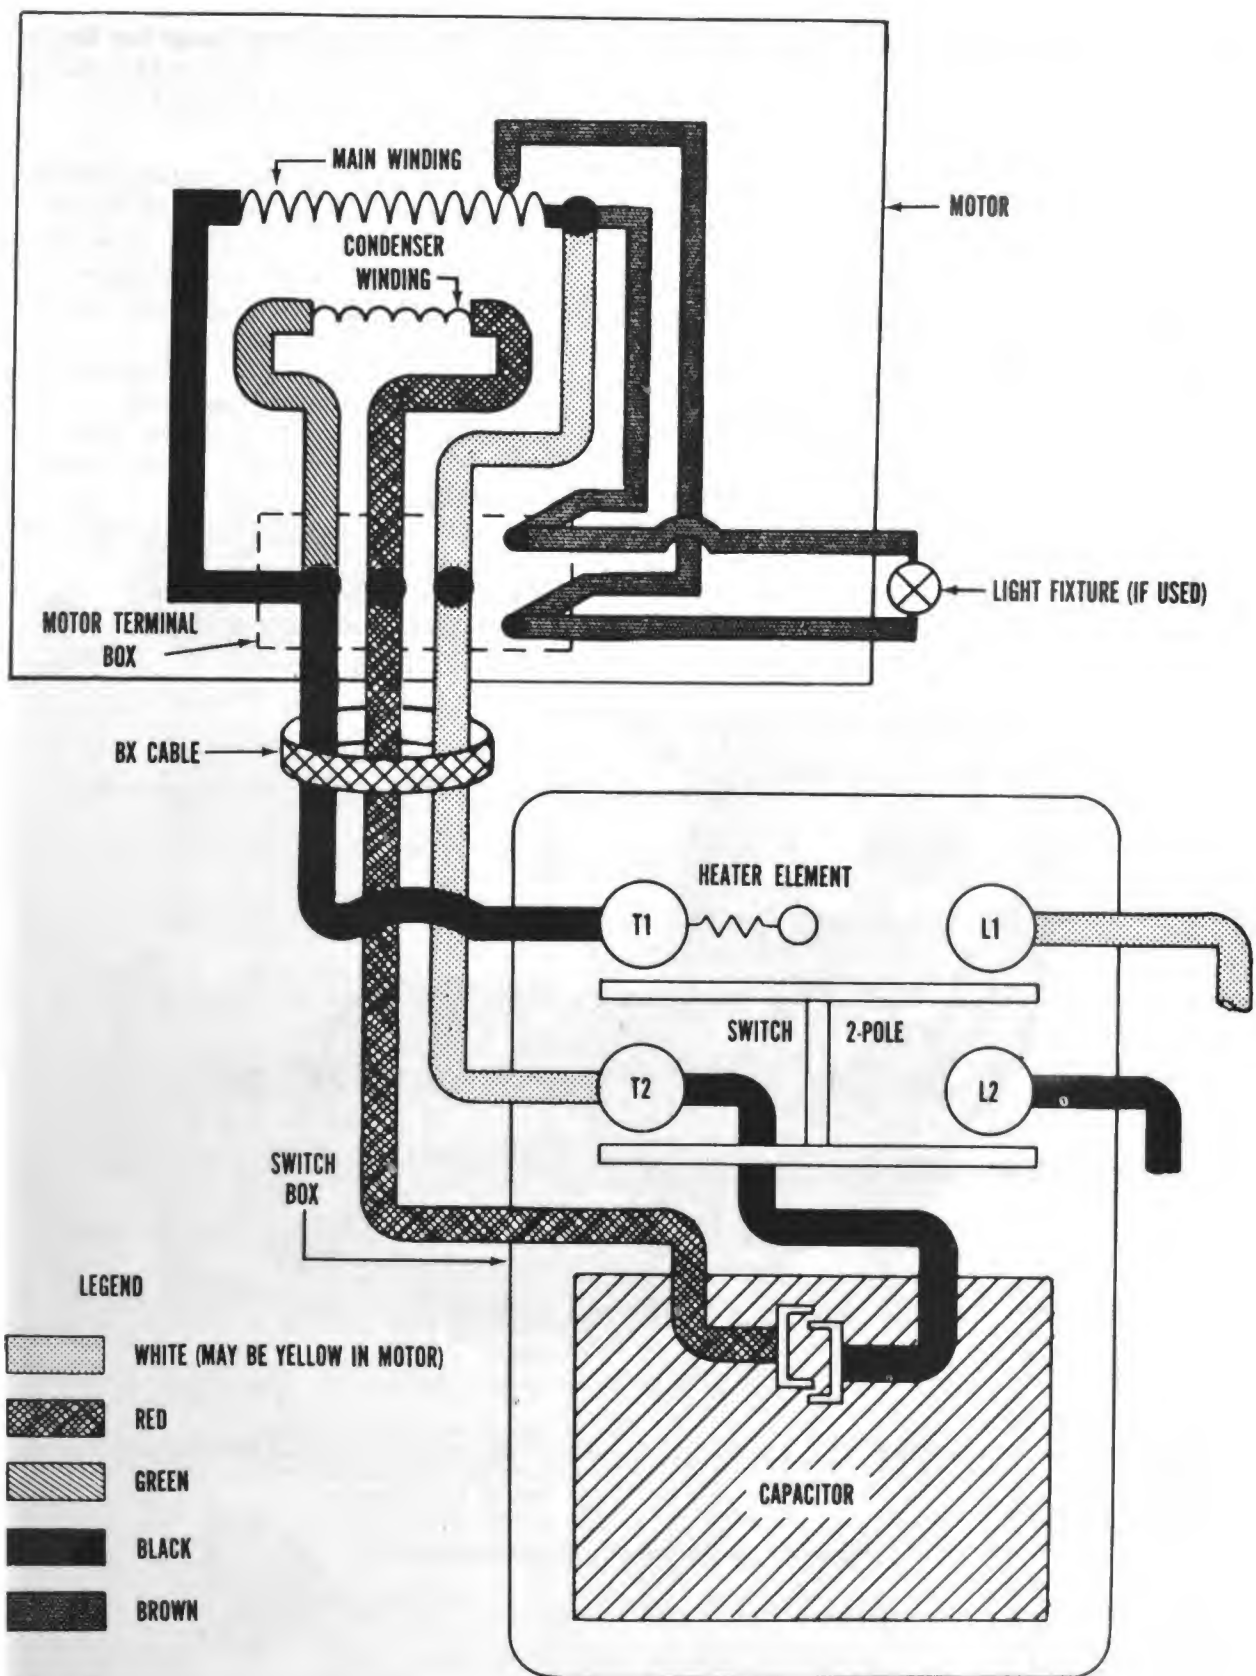 MAIN WINDING
MOTOR
CONDENSER
WINDING
LIGHT FIXTURE (IF USED)
MOTOR TERMINAL
BOX
BX CABLE
HEATER ELEMENT
T1
L1
SWITCH
2-POLE
T2
L2
SWITCH
BOX
LEGEND
WHITE (MAY BE YELLOW IN MOTOR)
RED
GREEN
BLACK
BROWN
CAPACITOR